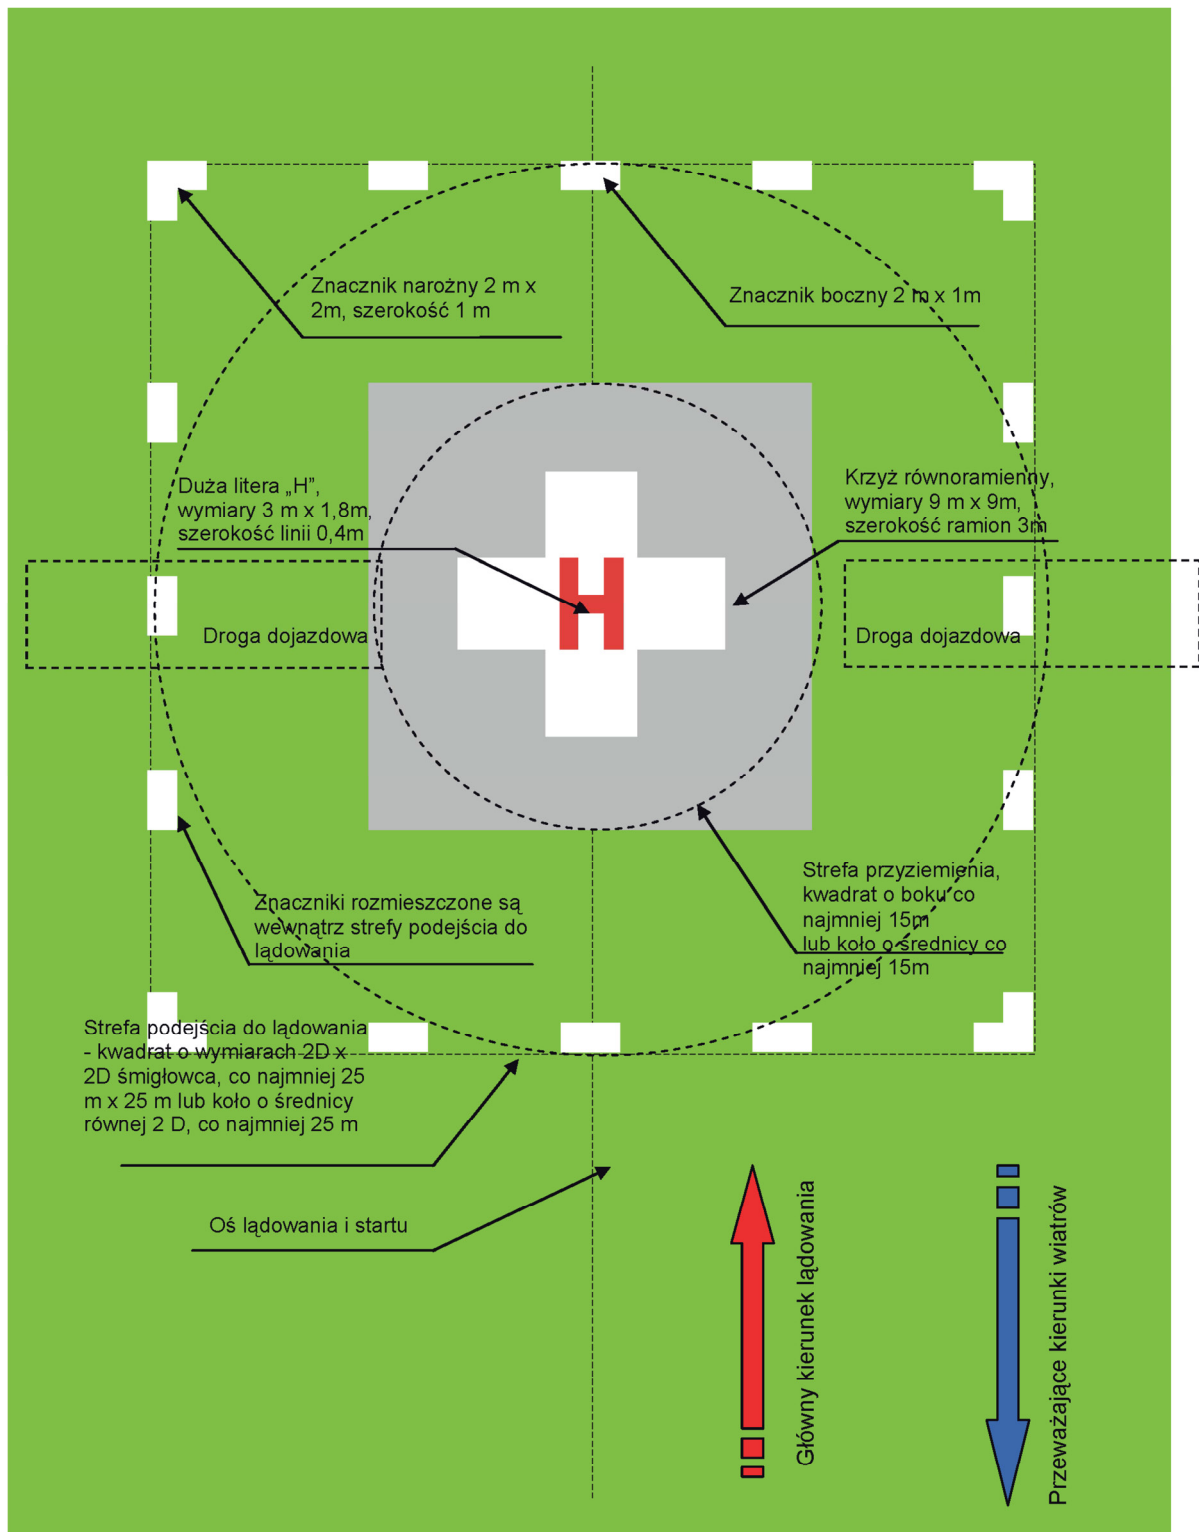 Znacznik narożny 2 m x
2m, szerokość 1 m
Znacznik boczny 2 m x 1m
Duża litera „H”,
wymiary 3 m x 1,8m,
szerokość linii 0,4m
Krzyż równoramienny,
wymiary 9 m x 9m,
szerokość ramion 3m
H
Droga dojazdowa
Droga dojazdowa
Znaczniki rozmieszczone są
wewnątrz strefy podejścia do
lądowania
Strefa przyziemienia,
kwadrat o boku co
najmniej 15m
lub koło o średnicy co
najmniej 15m
Strefa podejścia do lądowania
- kwadrat o wymiarach 2D x
2D śmigłowca, co najmniej 25
m x 25 m lub koło o średnicy
równej 2 D, co najmniej 25 m
Oś lądowania i startu
Główny kierunek lądowania
Przeważające kierunki wiatrów